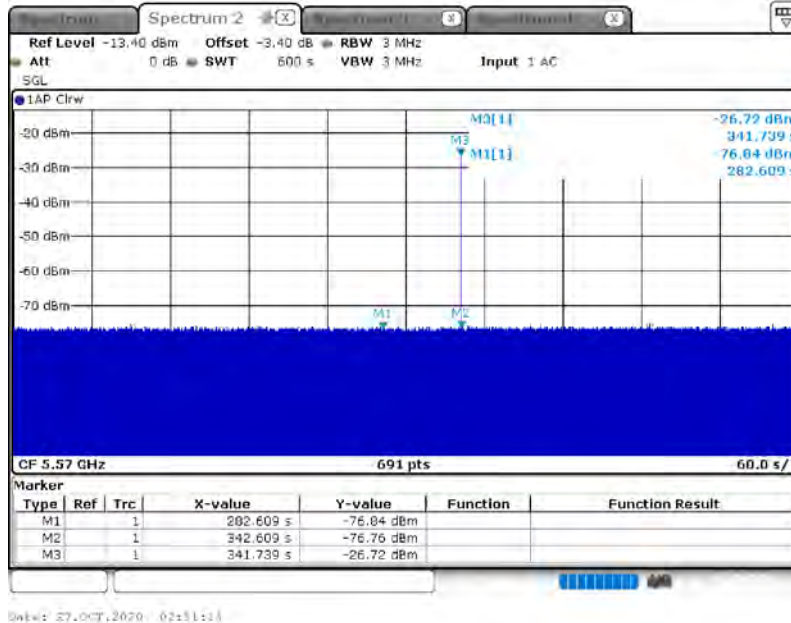 Spectrum 2 X X X
Ref Level -13.40 dBm Offset -3.40 dB RBW 3 MHz
Att 0 dB SWT 600 s VBW 3 MHz Input 1 AC
SGL
1AP Clrw
M3[1] -26.72 dBm
341.739 s
M1[1] -76.84 dBm
282.609 s
-20 dBm
M3
-30 dBm
-40 dBm
-50 dBm
-60 dBm
-70 dBm
M1 M2
CF 5.57 GHz 691 pts 60.0 s/
Marker
Type Ref Trc X-value Y-value Function Function Result
M1 1 282.609 s -76.84 dBm
M2 1 342.609 s -76.76 dBm
M3 1 341.739 s -26.72 dBm
Date: 27.OCT.2020